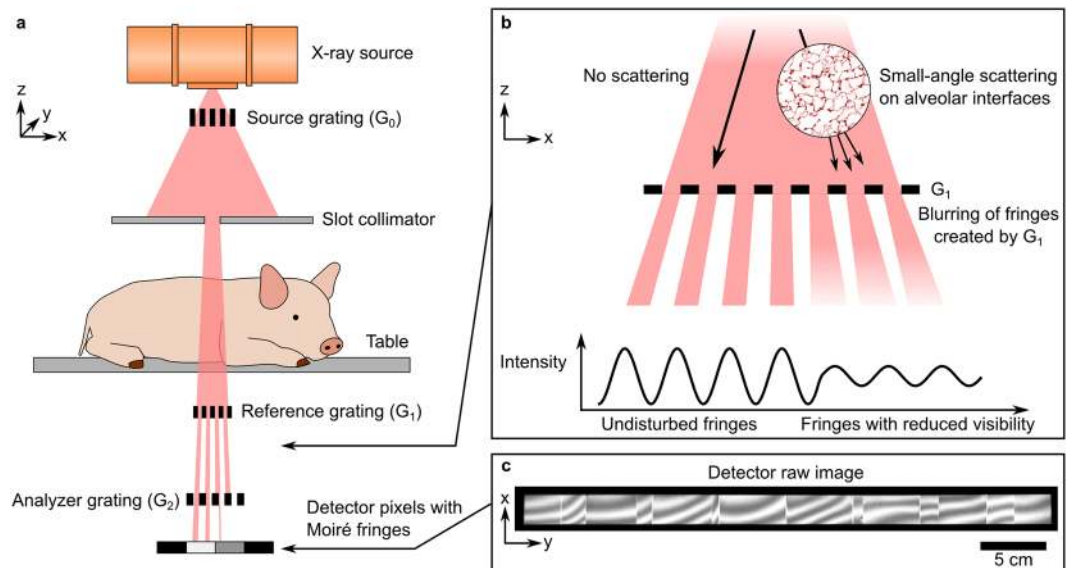 a
X-ray source
z
y
x
Source grating (G₀)
Slot collimator
Table
Reference grating (G₁)
Analyzer grating (G₂)
Detector pixels with
Moiré fringes
b
No scattering
Small-angle scattering
on alveolar interfaces
z
x
G₁
Blurring of fringes
created by G₁
Intensity
Undisturbed fringes
Fringes with reduced visibility
c
Detector raw image
x
y
5 cm